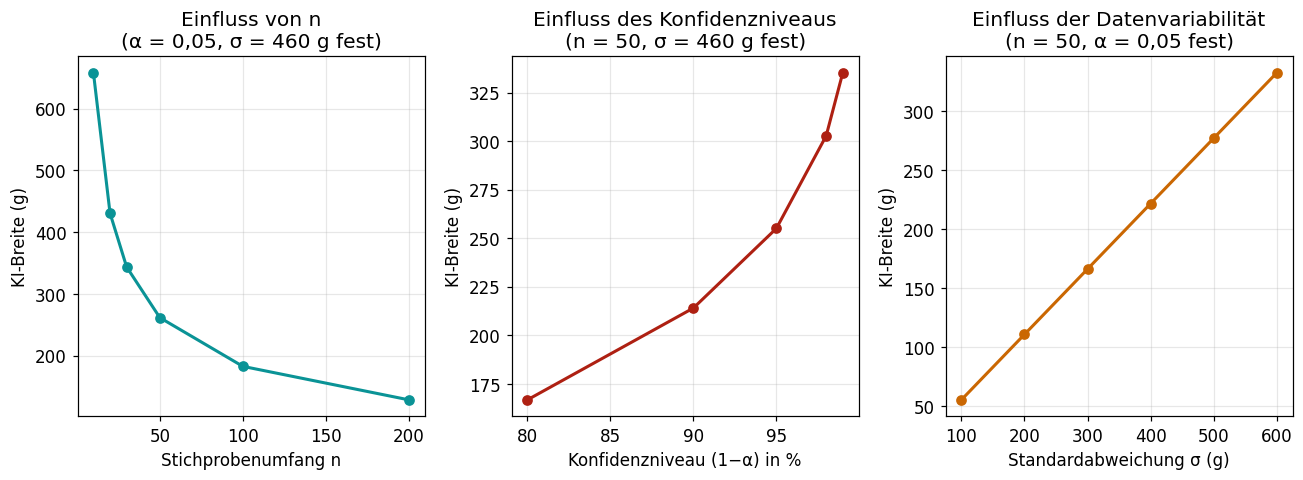 Einfluss von n
(α = 0,05, σ = 460 g fest)
KI-Breite (g)
600
500
400
300
200
50
100
150
200
Stichprobenumfang n
Einfluss des Konfidenzniveaus
(n = 50, σ = 460 g fest)
KI-Breite (g)
325
300
275
250
225
200
175
80
85
90
95
Konfidenzniveau (1−α) in %
Einfluss der Datenvariabilität
(n = 50, α = 0,05 fest)
KI-Breite (g)
300
250
200
150
100
50
100
200
300
400
500
600
Standardabweichung σ (g)